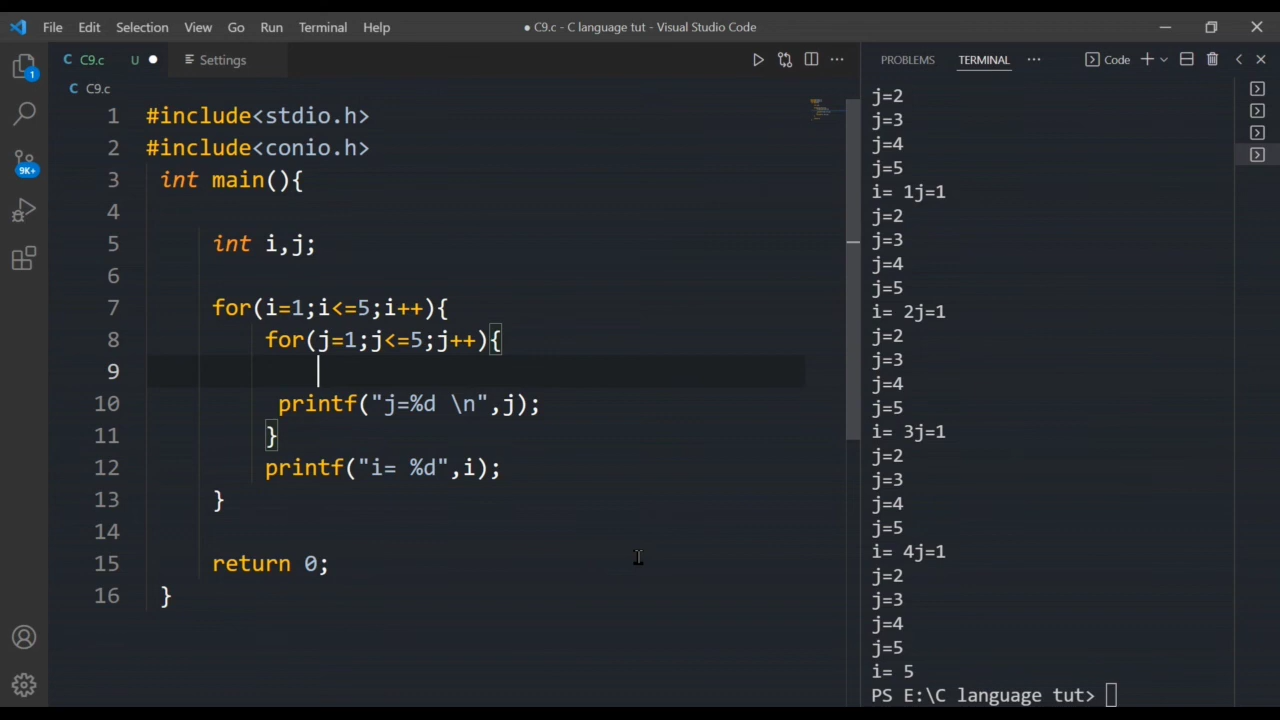 File Edit Selection View Go Run Terminal Help
● C9.c - C language tut - Visual Studio Code
C C9.c U ●
Settings
PROBLEMS TERMINAL ··· Code
C C9.c
1
9K+
1 #include<stdio.h>
2 #include<conio.h>
3 int main(){
4
5 int i,j;
6
7 for(i=1;i<=5;i++){
8 for(j=1;j<=5;j++){
9
10 printf("j=%d \n",j);
11 }
12 printf("i= %d",i);
13 }
14
15 return 0;
16 }
j=2
j=3
j=4
j=5
i= 1j=1
j=2
j=3
j=4
j=5
i= 2j=1
j=2
j=3
j=4
j=5
i= 3j=1
j=2
j=3
j=4
j=5
i= 4j=1
j=2
j=3
j=4
j=5
i= 5
PS E:\C language tut>